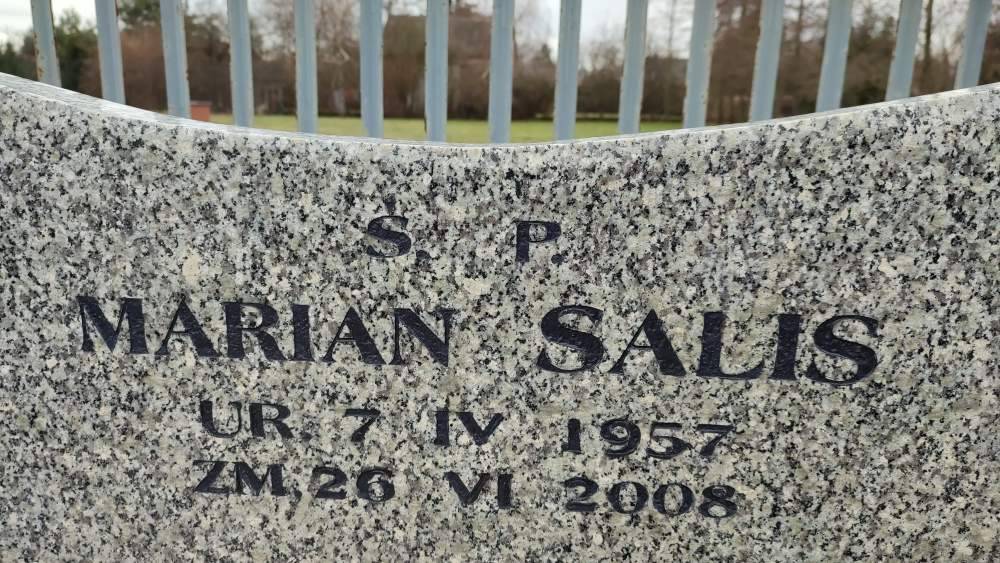 Ś. P.
MARIAN SALIS
UR. 7 IV 1957
ZM. 26 VI 2008